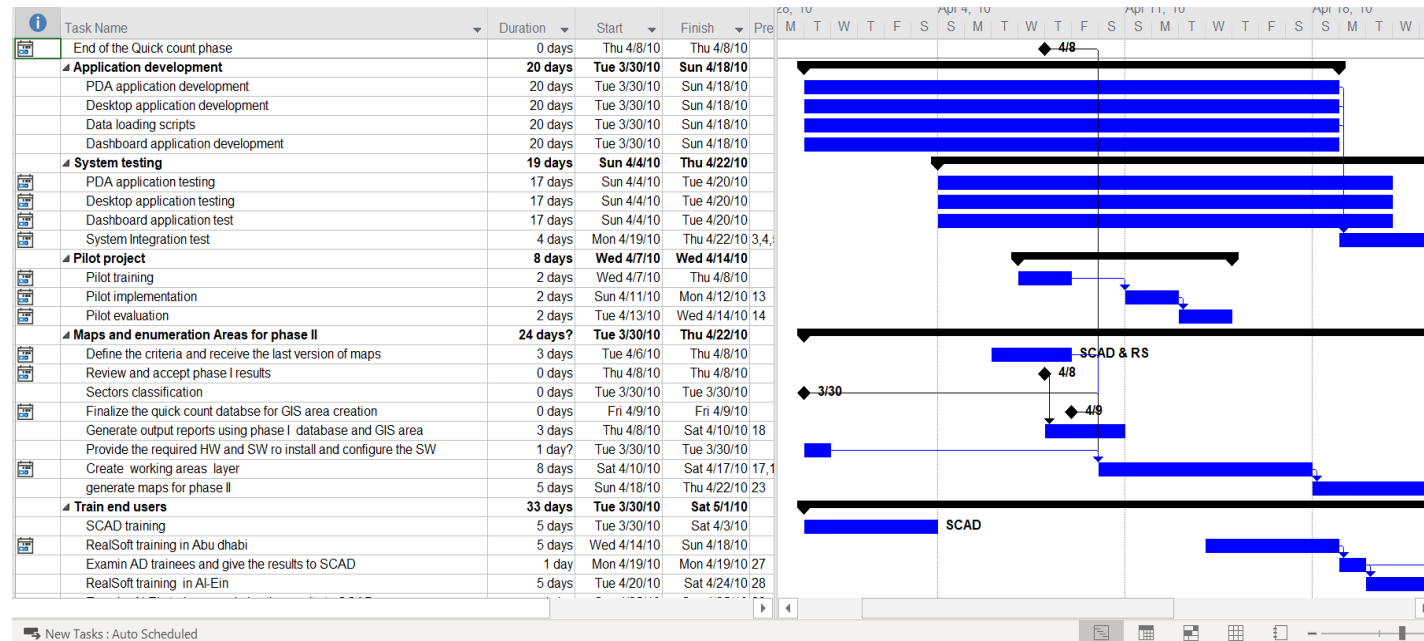 28, 10 Apr 4, 10 Apr 11, 10 Apr 18, 10
Task Name Duration Start Finish Pre M T W T F S S M T W T F S S M T W T F S S M T W
End of the Quick count phase 0 days Thu 4/8/10 Thu 4/8/10 4/8
Application development 20 days Tue 3/30/10 Sun 4/18/10
PDA application development 20 days Tue 3/30/10 Sun 4/18/10
Desktop application development 20 days Tue 3/30/10 Sun 4/18/10
Data loading scripts 20 days Tue 3/30/10 Sun 4/18/10
Dashboard application development 20 days Tue 3/30/10 Sun 4/18/10
System testing 19 days Sun 4/4/10 Thu 4/22/10
PDA application testing 17 days Sun 4/4/10 Tue 4/20/10
Desktop application testing 17 days Sun 4/4/10 Tue 4/20/10
Dashboard application test 17 days Sun 4/4/10 Tue 4/20/10
System Integration test 4 days Mon 4/19/10 Thu 4/22/10 3,4,
Pilot project 8 days Wed 4/7/10 Wed 4/14/10
Pilot training 2 days Wed 4/7/10 Thu 4/8/10
Pilot implementation 2 days Sun 4/11/10 Mon 4/12/10 13
Pilot evaluation 2 days Tue 4/13/10 Wed 4/14/10 14
Maps and enumeration Areas for phase II 24 days? Tue 3/30/10 Thu 4/22/10
Define the criteria and receive the last version of maps 3 days Tue 4/6/10 Thu 4/8/10 SCAD & RS
Review and accept phase I results 0 days Thu 4/8/10 Thu 4/8/10 4/8
Sectors classification 0 days Tue 3/30/10 Tue 3/30/10 3/30
Finalize the quick count databse for GIS area creation 0 days Fri 4/9/10 Fri 4/9/10 4/9
Generate output reports using phase I database and GIS area 3 days Thu 4/8/10 Sat 4/10/10 18
Provide the required HW and SW ro install and configure the SW 1 day? Tue 3/30/10 Tue 3/30/10
Create working areas layer 8 days Sat 4/10/10 Sat 4/17/10 17,1
generate maps for phase II 5 days Sun 4/18/10 Thu 4/22/10 23
Train end users 33 days Tue 3/30/10 Sat 5/1/10
SCAD training 5 days Tue 3/30/10 Sat 4/3/10 SCAD
RealSoft training in Abu dhabi 5 days Wed 4/14/10 Sun 4/18/10
Examin AD trainees and give the results to SCAD 1 day Mon 4/19/10 Mon 4/19/10 27
RealSoft training in Al-Ein 5 days Tue 4/20/10 Sat 4/24/10 28
New Tasks : Auto Scheduled